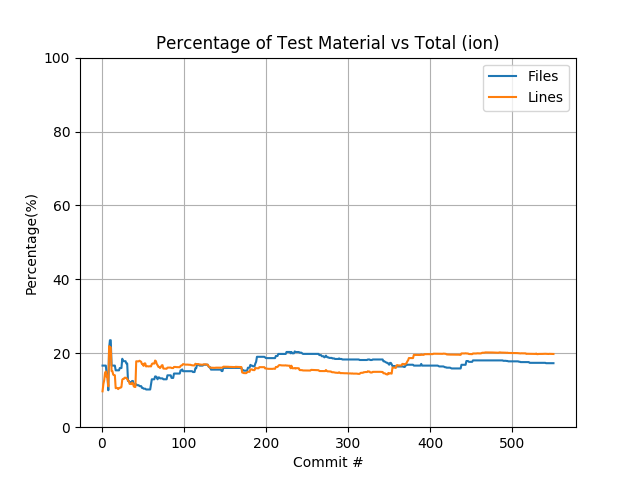 Percentage of Test Material vs Total (ion)
Files
Lines
100
80
60
40
20
0
Percentage(%)
0 100 200 300 400 500
Commit #